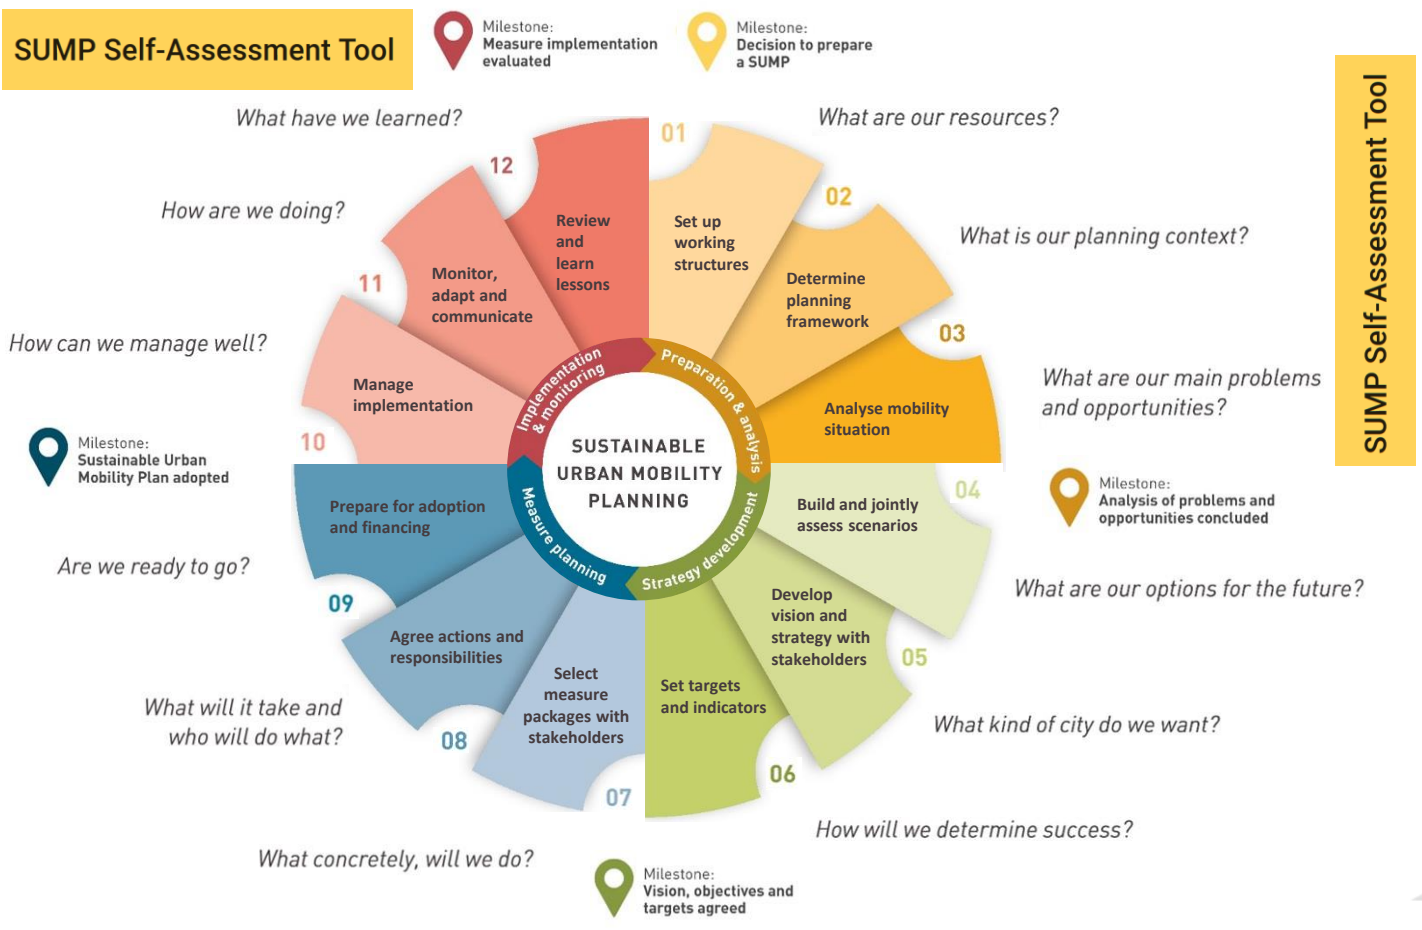 SUMP Self-Assessment Tool
Milestone:
Measure implementation
evaluated
Milestone:
Decision to prepare
a SUMP
SUMP Self-Assessment Tool
What are our resources?
01
Set up
working
structures
What is our planning context?
02
Determine
planning
framework
What are our main problems
and opportunities?
03
Analyse mobility
situation
Milestone:
Analysis of problems and
opportunities concluded
What are our options for the future?
04
Build and jointly
assess scenarios
What kind of city do we want?
05
Develop
vision and
strategy with
stakeholders
How will we determine success?
06
Set targets
and indicators
Milestone:
Vision, objectives and
targets agreed
What concretely, will we do?
07
Select
measure
packages with
stakeholders
What will it take and
who will do what?
08
Agree actions and
responsibilities
Are we ready to go?
09
Prepare for adoption
and financing
Milestone:
Sustainable Urban
Mobility Plan adopted
How can we manage well?
10
Manage
implementation
How are we doing?
11
Monitor,
adapt and
communicate
What have we learned?
12
Review
and
learn
lessons
Preparation & analysis
Strategy development
Measure planning
Implementation
& monitoring
SUSTAINABLE
URBAN MOBILITY
PLANNING